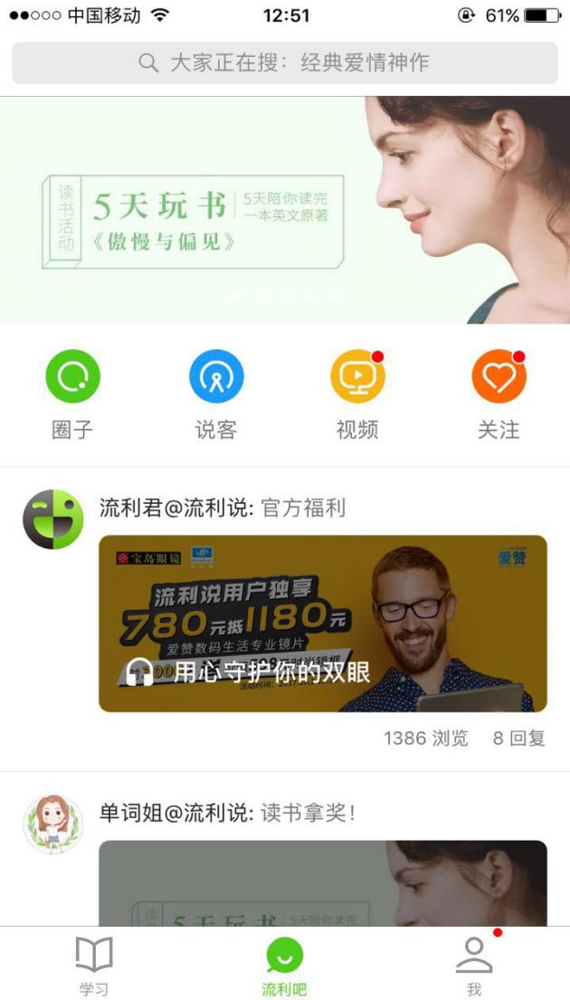 中国移动 12:51 61%
大家正在搜：经典爱情神作
读书活动
5天玩书
《傲慢与偏见》
5天陪你读完
一本英文原著
圈子 说客 视频 关注
流利君@流利说: 官方福利
宝岛眼镜
爱赞
流利说用户独享
780元抵1180元
爱赞数码生活专业镜片
用心守护你的双眼
1386 浏览 8 回复
单词姐@流利说: 读书拿奖！
5天玩书
5天陪你读完
学习 流利吧 我